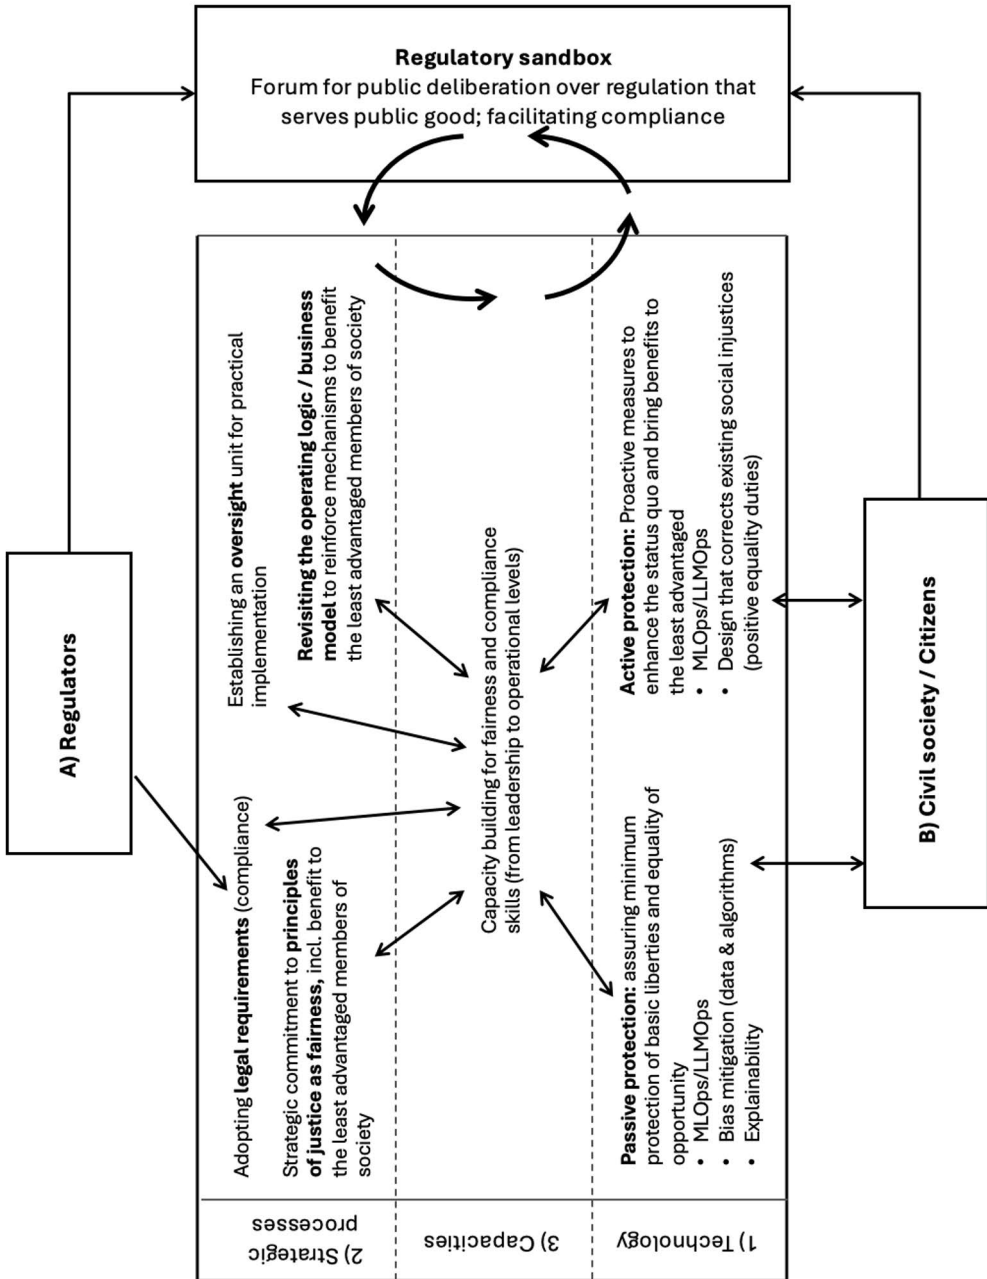 Regulatory sandbox
Forum for public deliberation over regulation that
serves public good; facilitating compliance
A) Regulators
2) Strategic
processes
Adopting legal requirements (compliance)
Strategic commitment to principles
of justice as fairness, incl. benefit to
the least advantaged members of
society
Establishing an oversight unit for practical
implementation
Revisiting the operating logic / business
model to reinforce mechanisms to benefit
the least advantaged members of society
3) Capacities
Capacity building for fairness and compliance
skills (from leadership to operational levels)
1) Technology
Passive protection: assuring minimum
protection of basic liberties and equality of
opportunity
• MLOps/LLMOps
• Bias mitigation (data & algorithms)
• Explainability
Active protection: Proactive measures to
enhance the status quo and bring benefits to
the least advantaged
• MLOps/LLMOps
• Design that corrects existing social injustices
(positive equality duties)
B) Civil society / Citizens